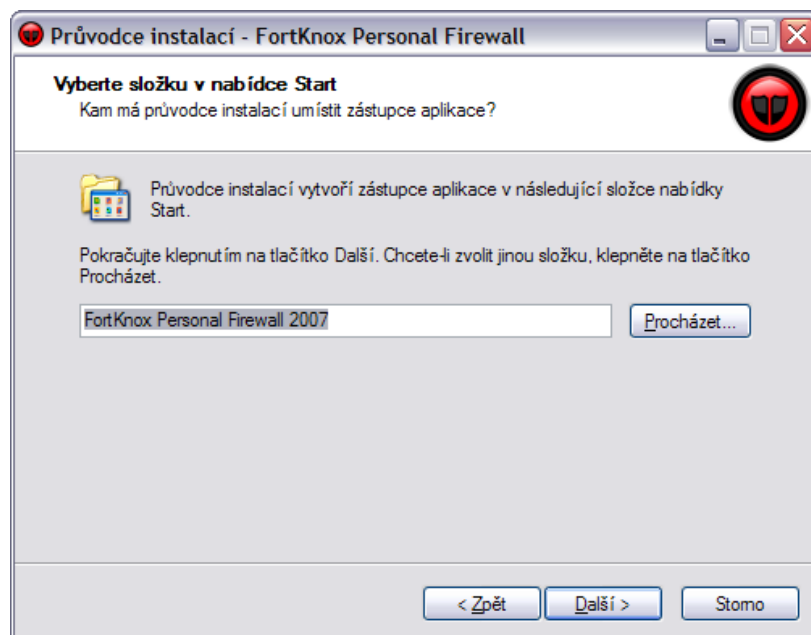 Průvodce instalací - FortKnox Personal Firewall
Vyberte složku v nabídce Start
Kam má průvodce instalací umístit zástupce aplikace?
Průvodce instalací vytvoří zástupce aplikace v následující složce nabídky
Start.
Pokračujte klepnutím na tlačítko Další. Chcete-li zvolit jinou složku, klepněte na tlačítko
Procházet.
FortKnox Personal Firewall 2007
Procházet...
< Zpět
Další >
Storno